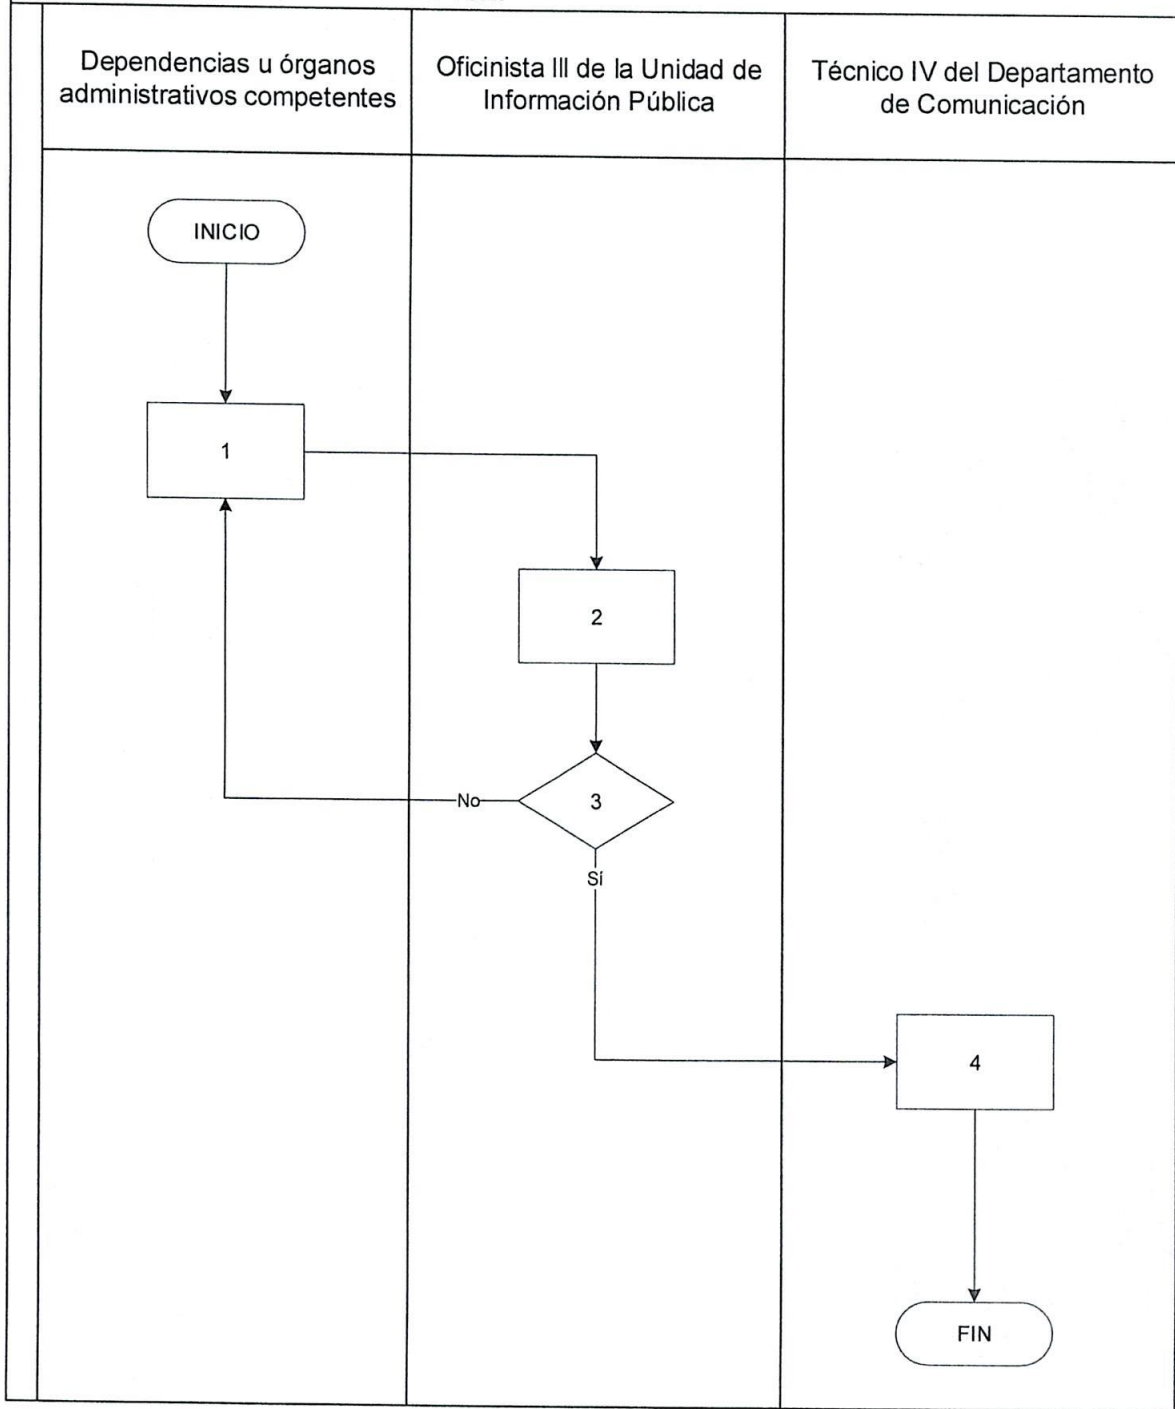 Dependencias u órganos
administrativos competentes
Oficinista III de la Unidad de
Información Pública
Técnico IV del Departamento
de Comunicación
INICIO
1
2
3
No
Sí
4
FIN